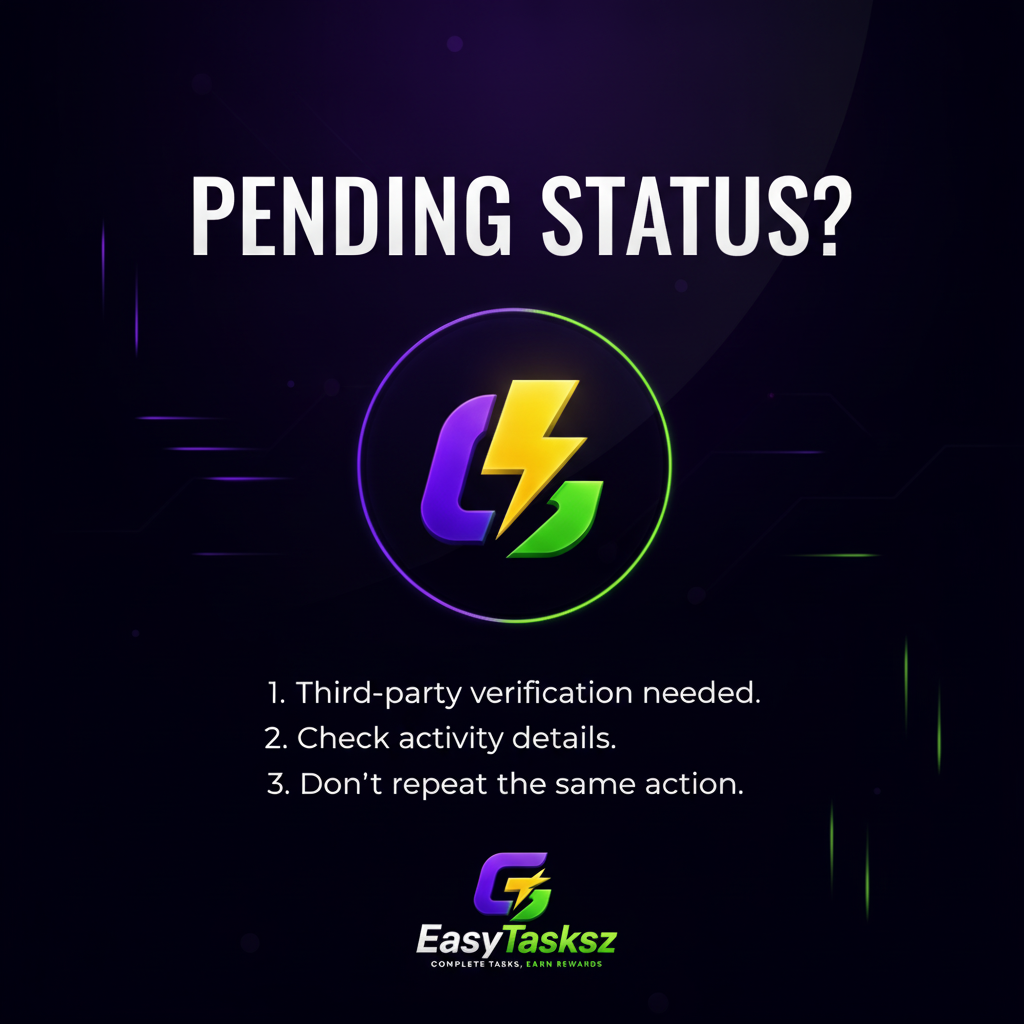 PENDING STATUS?
1. Third-party verification needed.
2. Check activity details.
3. Don't repeat the same action.
EasyTasksz
COMPLETE TASKS, EARN REWARDS